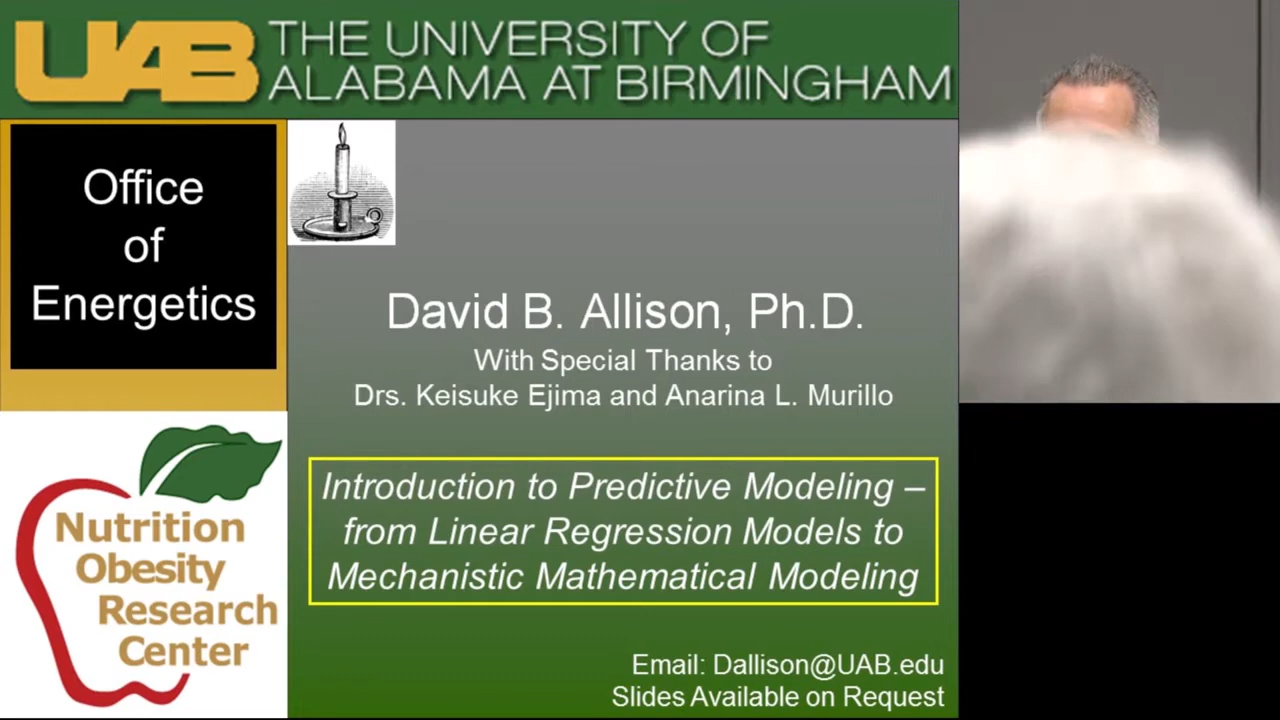 UAB
THE UNIVERSITY OF
ALABAMA AT BIRMINGHAM
Office
of
Energetics
David B. Allison, Ph.D.
With Special Thanks to
Drs. Keisuke Ejima and Anarina L. Murillo
Introduction to Predictive Modeling –
from Linear Regression Models to
Mechanistic Mathematical Modeling
Nutrition
Obesity
Research
Center
Email: Dallison@UAB.edu
Slides Available on Request